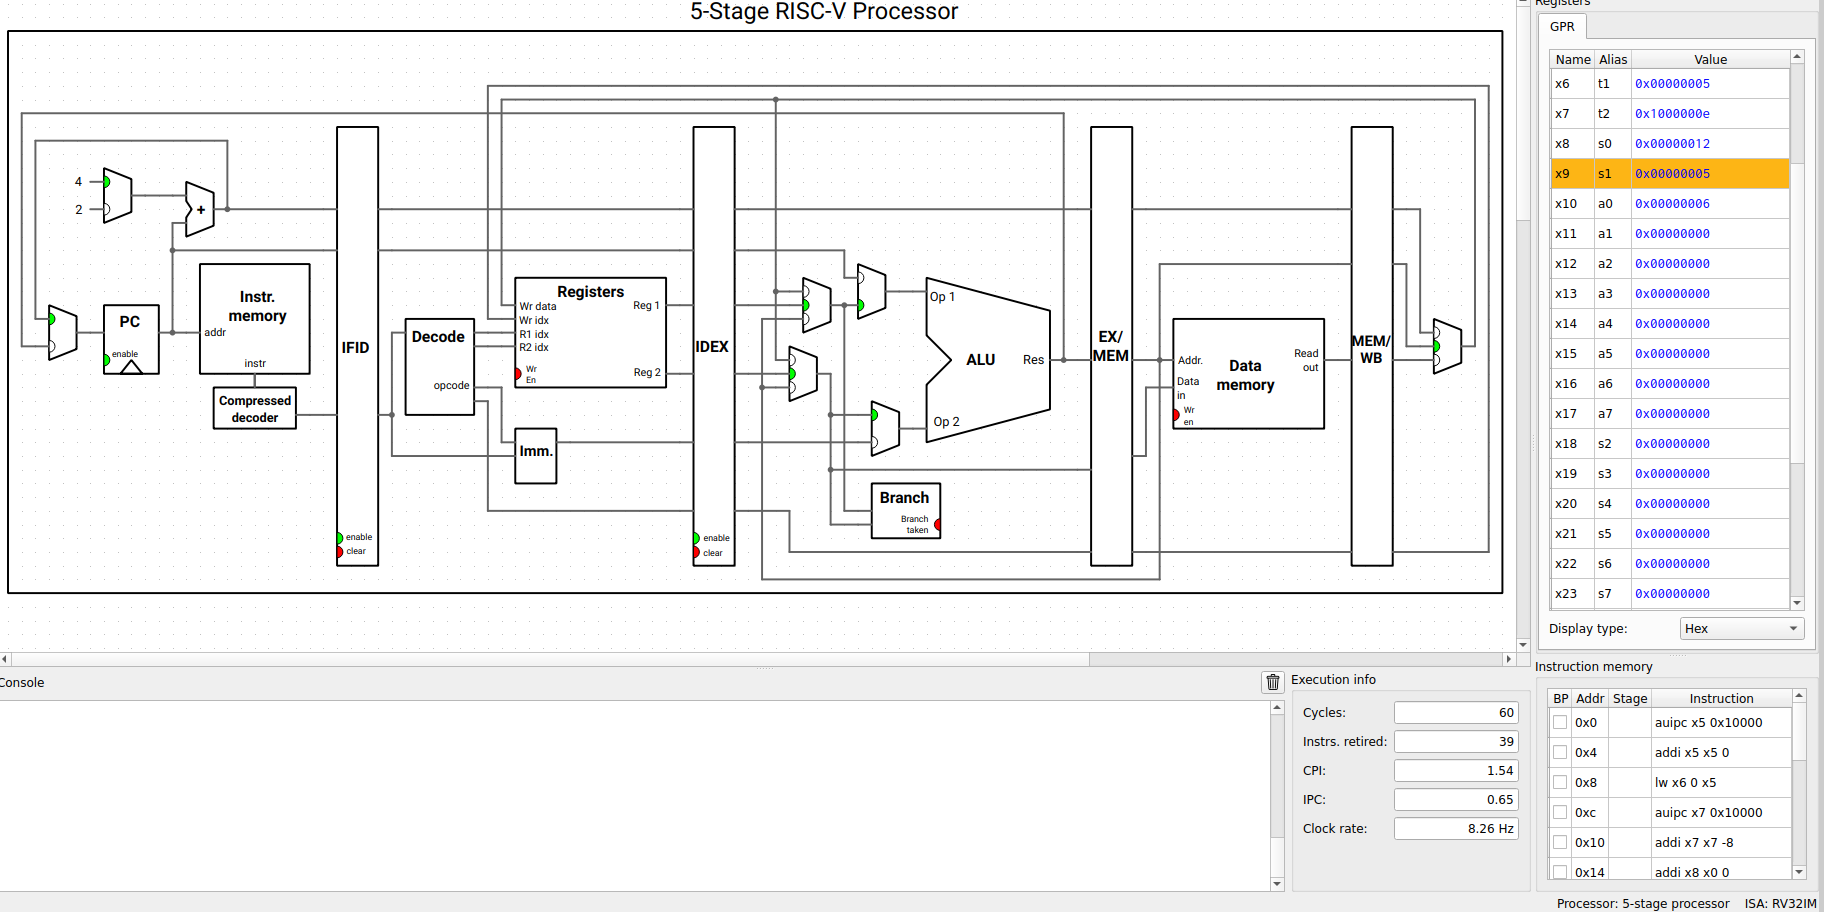 5-Stage RISC-V Processor
4
2
+
PC
enable
Instr.
memory
addr
instr
Compressed
decoder
IFID
enable
clear
Decode
opcode
Registers
Wr data
Wr idx
R1 idx
R2 idx
Wr
En
Reg 1
Reg 2
Imm.
IDEX
enable
clear
Op 1
ALU
Res
Op 2
Branch
Branch
taken
EX/
MEM
Addr.
Data
in
Wr
en
Data
memory
Read
out
MEM/
WB
Registers
GPR
Name Alias Value
x6 t1 0x00000005
x7 t2 0x1000000e
x8 s0 0x00000012
x9 s1 0x00000005
x10 a0 0x00000006
x11 a1 0x00000000
x12 a2 0x00000000
x13 a3 0x00000000
x14 a4 0x00000000
x15 a5 0x00000000
x16 a6 0x00000000
x17 a7 0x00000000
x18 s2 0x00000000
x19 s3 0x00000000
x20 s4 0x00000000
x21 s5 0x00000000
x22 s6 0x00000000
x23 s7 0x00000000
Display type: Hex
Console
Execution info
Cycles: 60
Instrs. retired: 39
CPI: 1.54
IPC: 0.65
Clock rate: 8.26 Hz
Instruction memory
BP Addr Stage Instruction
0x0 auipc x5 0x10000
0x4 addi x5 x5 0
0x8 lw x6 0 x5
0xc auipc x7 0x10000
0x10 addi x7 x7 -8
0x14 addi x8 x0 0
Processor: 5-stage processor ISA: RV32IM